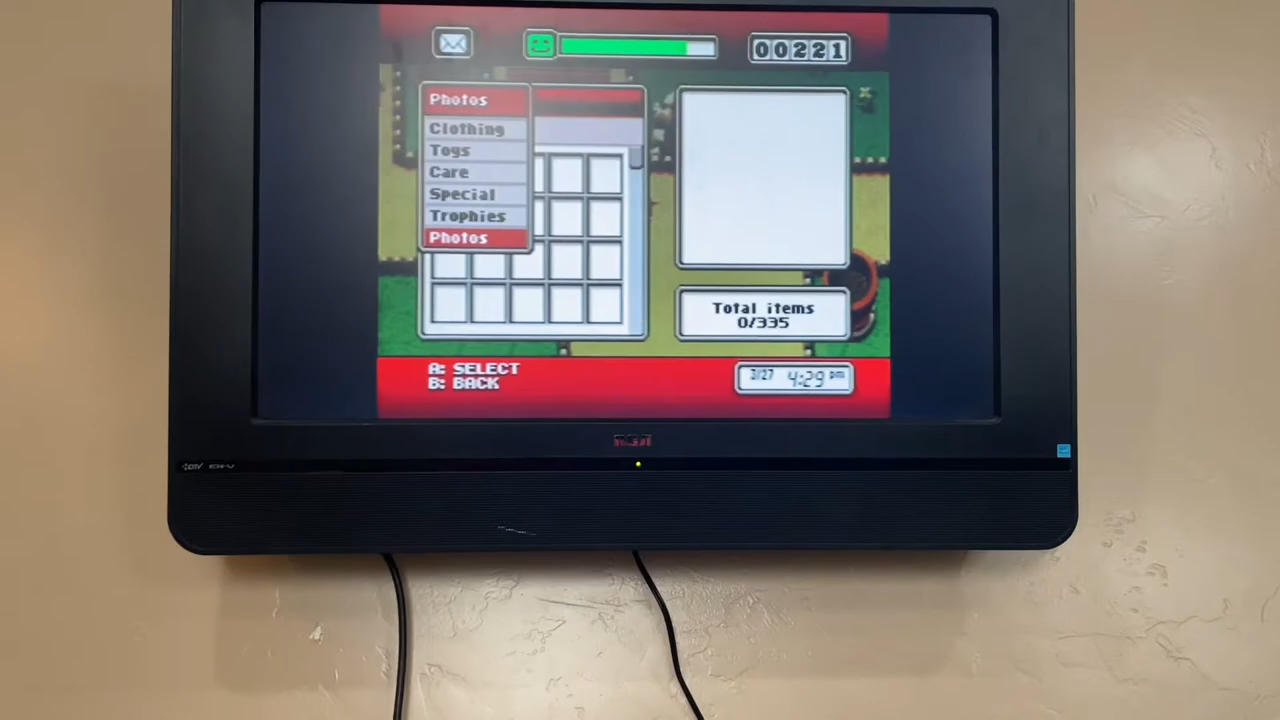 00221
Photos
Clothing
Toys
Care
Special
Trophies
Photos
Total items
0/335
A: SELECT
B: BACK
3/27 4:29 pm
RCA